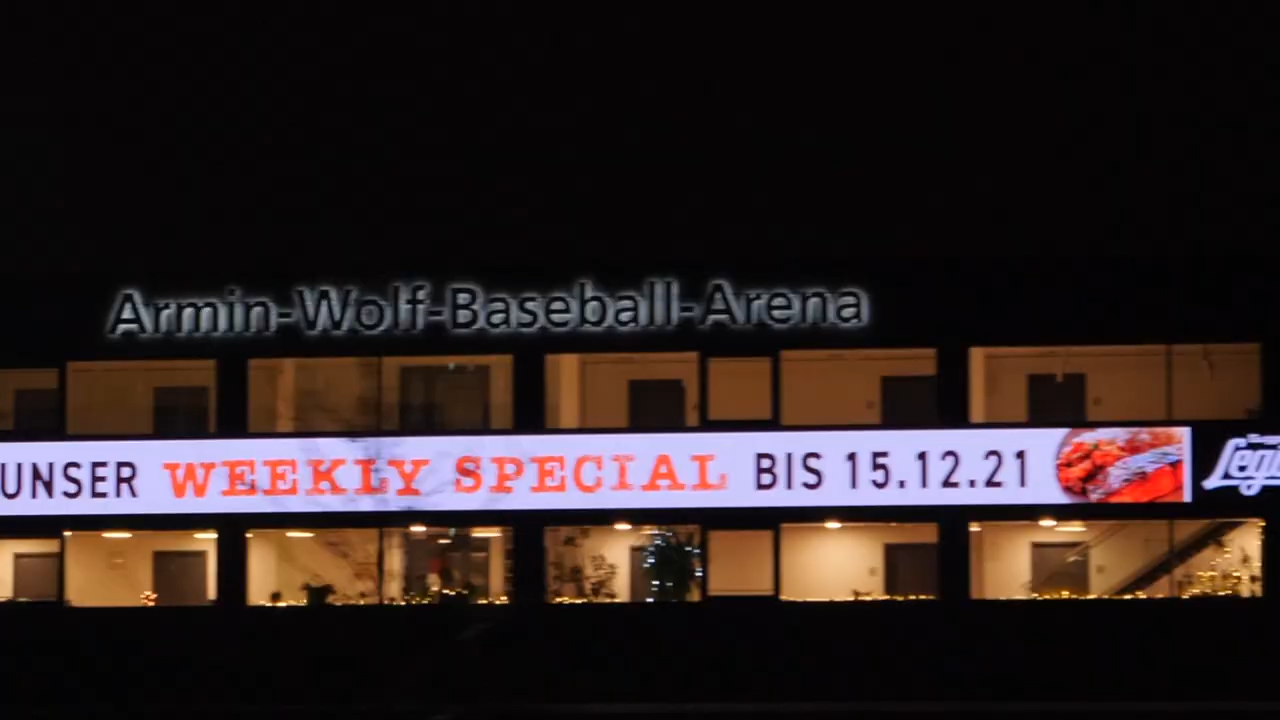 Armin-Wolf-Baseball-Arena
UNSER WEEKLY SPECIAL BIS 15.12.21